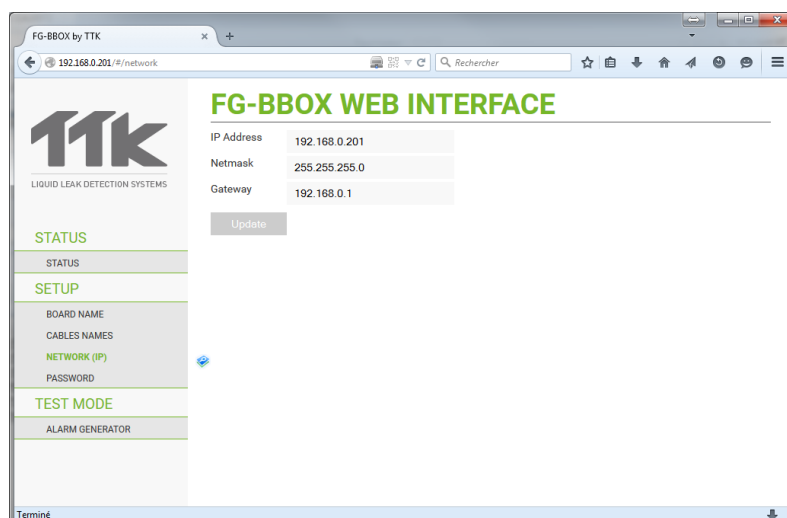 FG-BBOX by TTK
192.168.0.201/#/network
Rechercher
TTK
LIQUID LEAK DETECTION SYSTEMS
STATUS
STATUS
SETUP
BOARD NAME
CABLES NAMES
NETWORK (IP)
PASSWORD
TEST MODE
ALARM GENERATOR
FG-BBOX WEB INTERFACE
IP Address 192.168.0.201
Netmask 255.255.255.0
Gateway 192.168.0.1
Update
Terminé